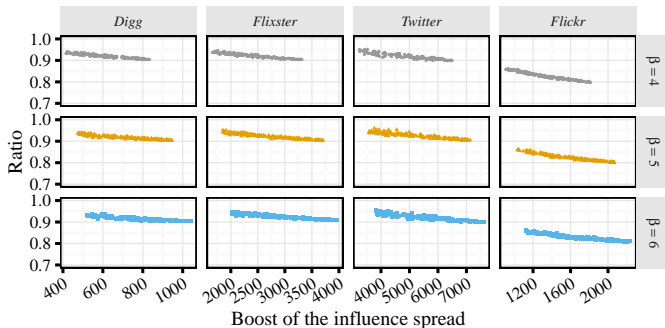 Digg Flixster Twitter Flickr
1.0
0.9
0.8
0.7
β = 4
1.0
0.9
0.8
0.7
β = 5
1.0
0.9
0.8
0.7
β = 6
Ratio
400 600 800 1000 2000 2500 3000 3500 4000 4000 5000 6000 7000 1200 1600 2000
Boost of the influence spread